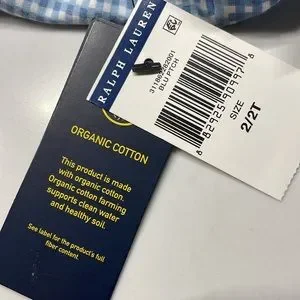 RALPH LAUREN
BLU PTCH
SIZE
2/2T
ORGANIC COTTON
This product is made
with organic cotton.
Organic cotton farming
supports clean water
and healthy soil.
See label for the product's full
fiber content.